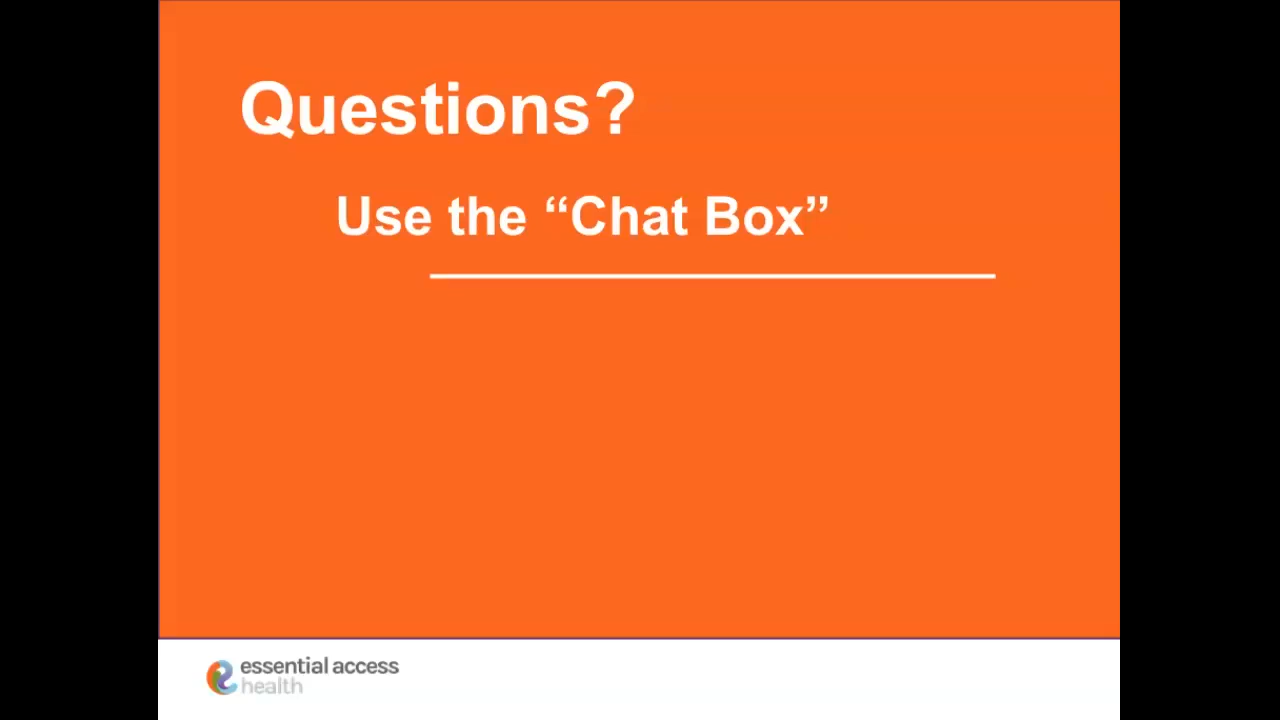 Questions?
Use the “Chat Box”
essential access
health